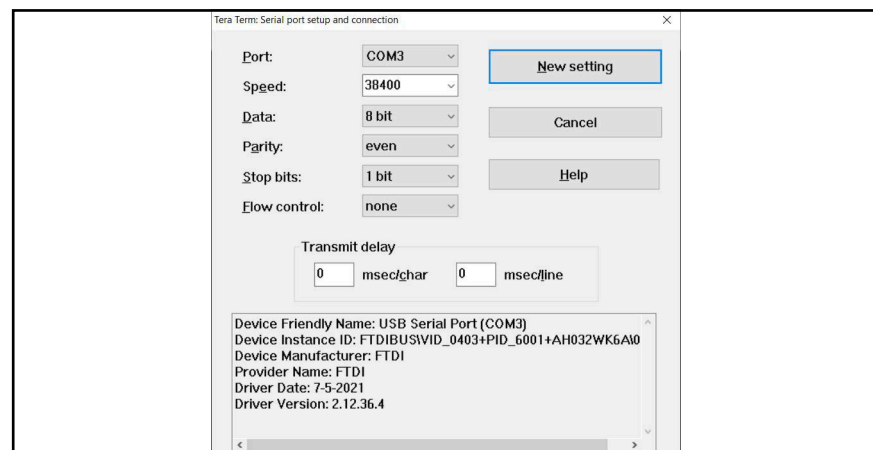 Tera Term: Serial port setup and connection
Port: COM3
New setting
Speed: 38400
Data: 8 bit
Cancel
Parity: even
Stop bits: 1 bit
Help
Flow control: none
Transmit delay
0 msec/char 0 msec/line
Device Friendly Name: USB Serial Port (COM3)
Device Instance ID: FTDIBUS\VID_0403+PID_6001+AH032WK6A\0
Device Manufacturer: FTDI
Provider Name: FTDI
Driver Date: 7-5-2021
Driver Version: 2.12.36.4